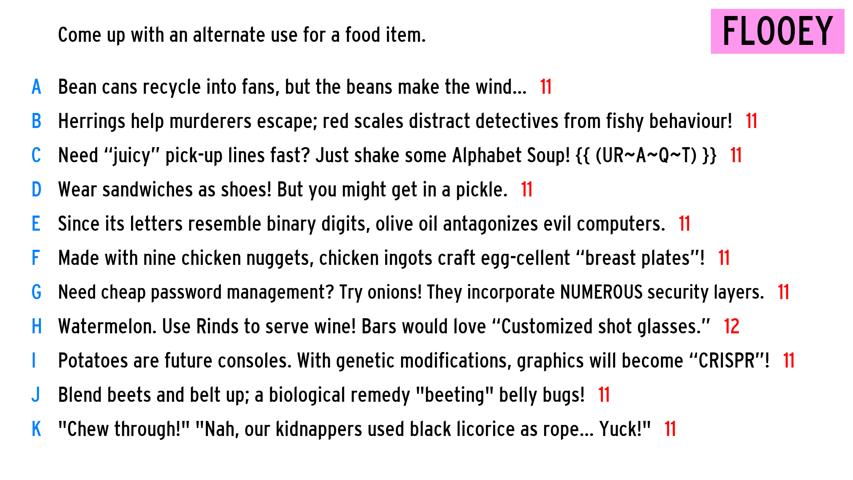 Come up with an alternate use for a food item.
FLOOEY
A Bean cans recycle into fans, but the beans make the wind... 11
B Herrings help murderers escape; red scales distract detectives from fishy behaviour! 11
C Need “juicy” pick-up lines fast? Just shake some Alphabet Soup! {{ (UR~A~Q~T) }} 11
D Wear sandwiches as shoes! But you might get in a pickle. 11
E Since its letters resemble binary digits, olive oil antagonizes evil computers. 11
F Made with nine chicken nuggets, chicken ingots craft egg-cellent “breast plates”! 11
G Need cheap password management? Try onions! They incorporate NUMEROUS security layers. 11
H Watermelon. Use Rinds to serve wine! Bars would love “Customized shot glasses.” 12
I Potatoes are future consoles. With genetic modifications, graphics will become “CRISPR”! 11
J Blend beets and belt up; a biological remedy "beeting" belly bugs! 11
K "Chew through!" "Nah, our kidnappers used black licorice as rope... Yuck!" 11